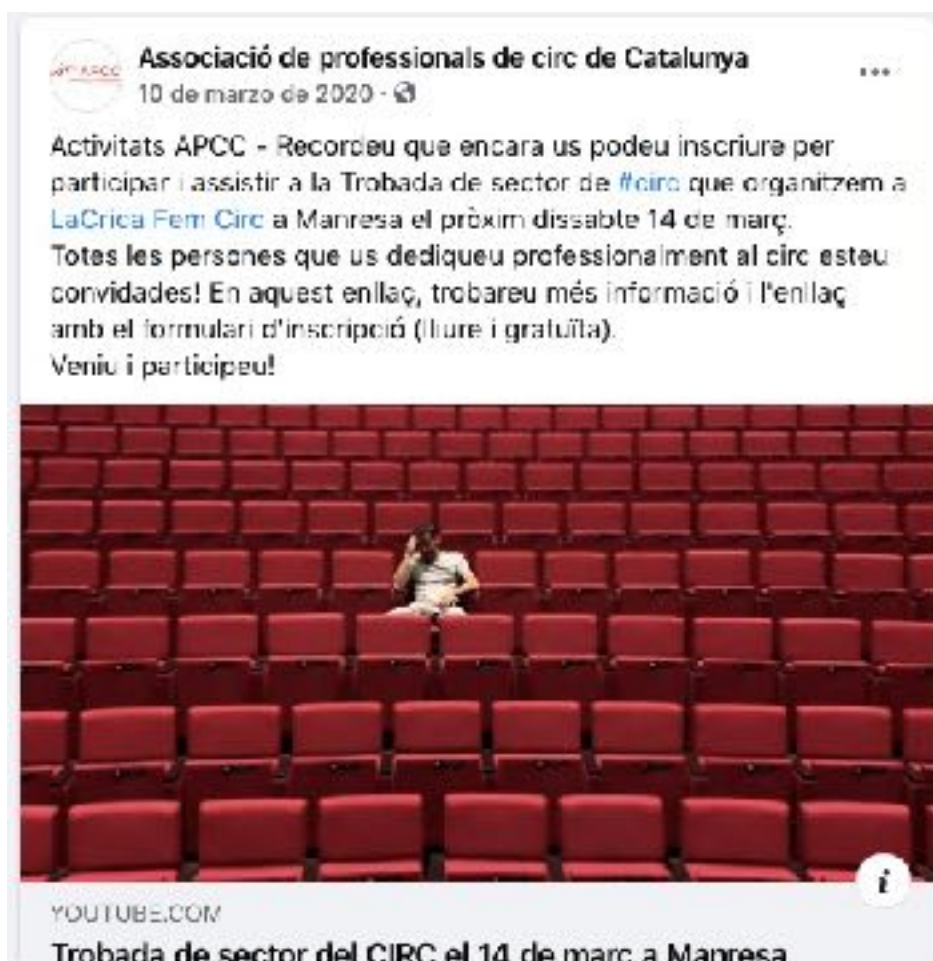 Associació de professionals de circ de Catalunya
10 de marzo de 2020 ·
Activitats APCC - Recordeu que encara us podeu inscriure per
participar i assistir a la Trobada de sector de #circ que organitzem a
LaCrica Fem Circ a Manresa el pròxim dissabte 14 de març.
Totes les persones que us dediqueu professionalment al circ esteu
convidades! En aquest enllaç, trobareu més informació i l'enllaç
amb el formulari d'inscripció (lliure i gratuïta).
Veniu i participeu!
YOUTUBE.COM
Trobada de sector del CIRC el 14 de març a Manresa